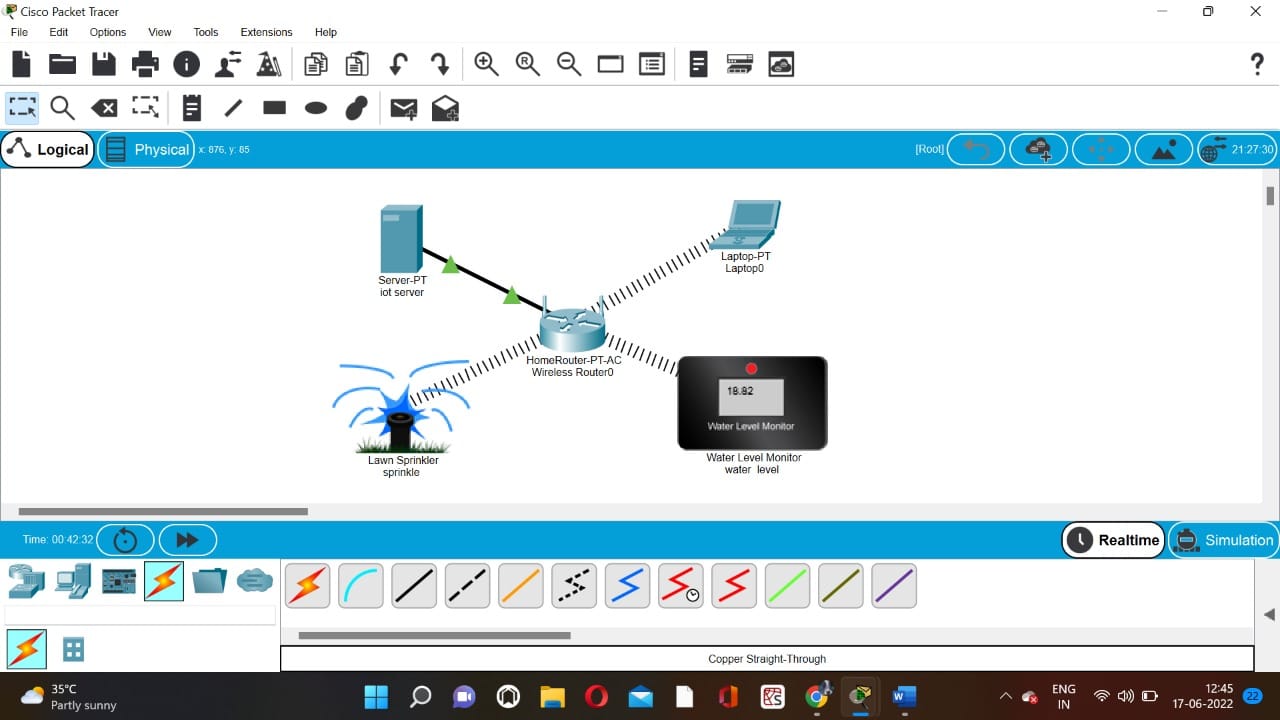 Cisco Packet Tracer
File Edit Options View Tools Extensions Help
R
?
Logical
Physical
x: 876, y: 85
[Root]
21:27:30
Server-PT
iot server
Laptop-PT
Laptop0
HomeRouter-PT-AC
Wireless Router0
18.82
Water Level Monitor
Lawn Sprinkler
sprinkle
Water Level Monitor
water level
Time: 00:42:32
Realtime
Simulation
Copper Straight-Through
35°C
Partly sunny
W
ENG
IN
12:45
17-06-2022
22